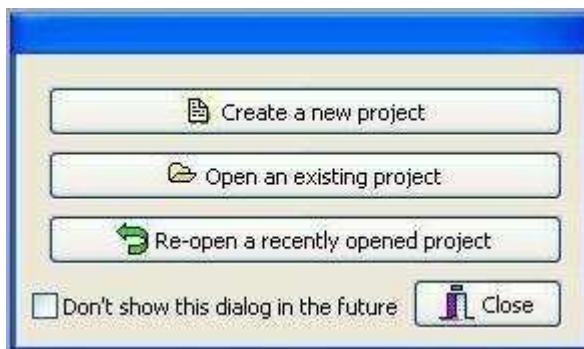 Create a new project
Open an existing project
Re-open a recently opened project
Don't show this dialog in the future Close